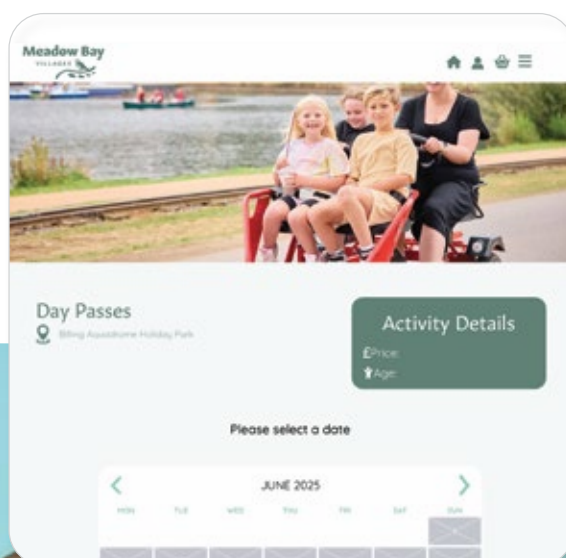 Meadow Bay
VILLAGES
Day Passes
Billing Aquadrome Holiday Park
Activity Details
£Price:
Age:
Please select a date
JUNE 2025
MON TUE WED THU FRI SAT SUN